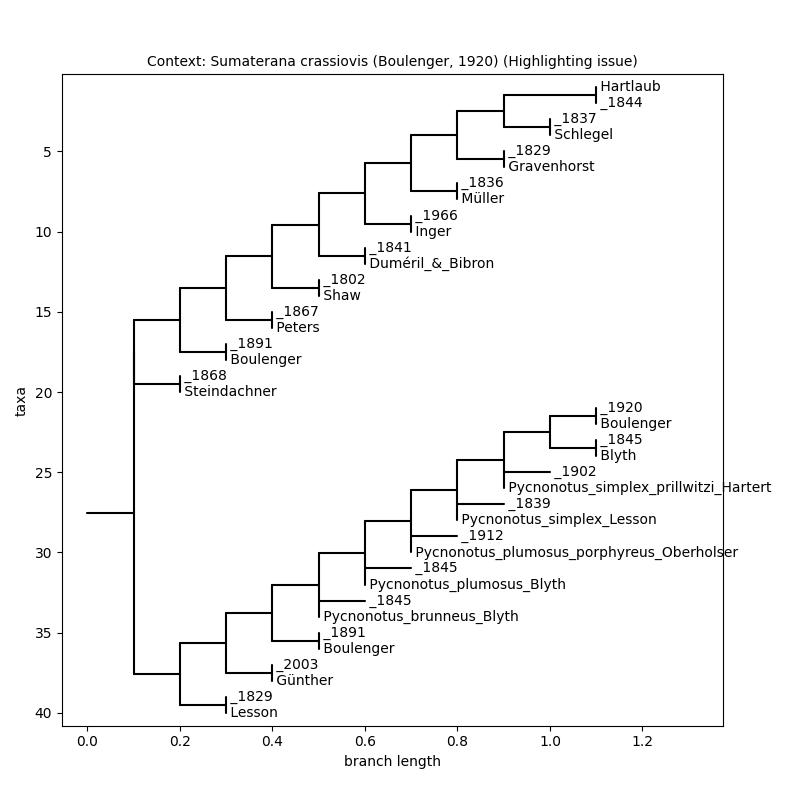 Context: Sumaterana crassiovis (Boulenger, 1920) (Highlighting issue)
Hartlaub
_1844
_1837
Schlegel
_1829
Gravenhorst
_1836
Müller
_1966
Inger
_1841
Duméril_&_Bibron
_1802
Shaw
_1867
Peters
_1891
Boulenger
_1868
Steindachner
_1920
Boulenger
_1845
Blyth
_1902
Pycnonotus_simplex_prillwitzi_Hartert
_1839
Pycnonotus_simplex_Lesson
_1912
Pycnonotus_plumosus_porphyreus_Oberholser
_1845
Pycnonotus_plumosus_Blyth
_1845
Pycnonotus_brunneus_Blyth
_1891
Boulenger
_2003
Günther
_1829
Lesson
5
10
15
20
25
30
35
40
taxa
0.0 0.2 0.4 0.6 0.8 1.0 1.2
branch length